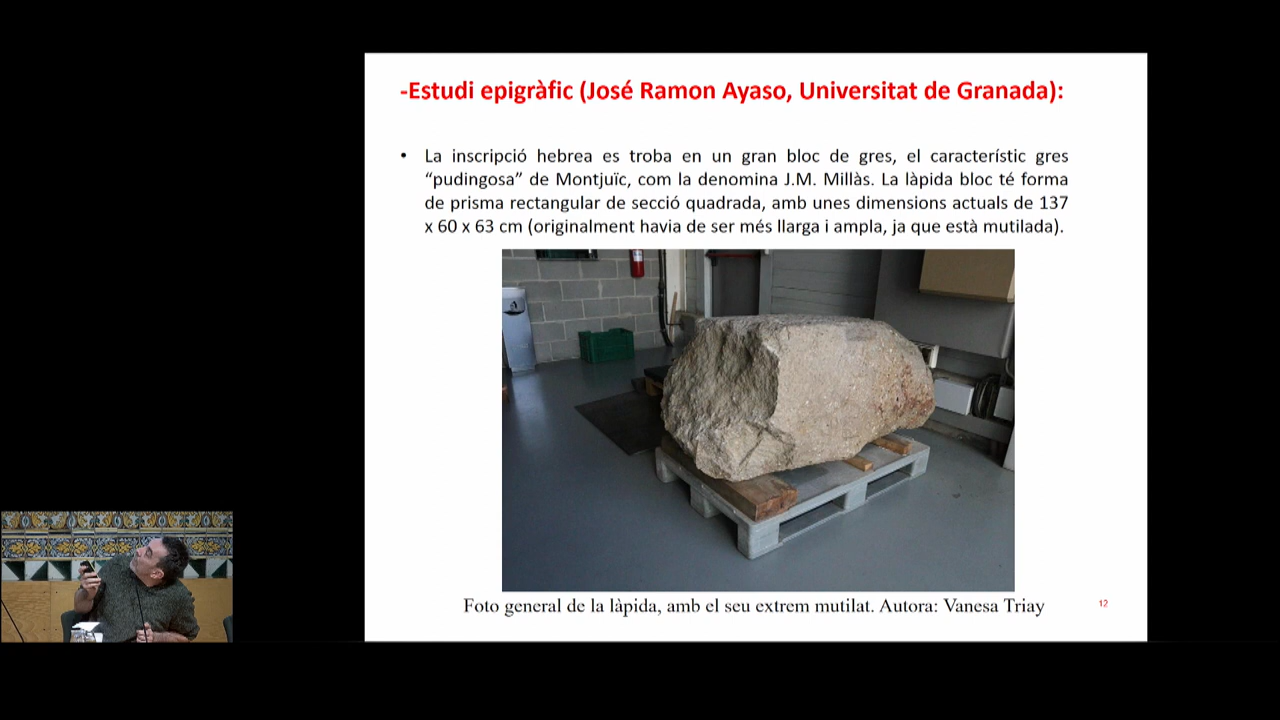 -Estudi epigràfic (José Ramon Ayaso, Universitat de Granada):
• La inscripció hebrea es troba en un gran bloc de gres, el característic gres
“pudingosa” de Montjuïc, com la denomina J.M. Millàs. La làpida bloc té forma
de prisma rectangular de secció quadrada, amb unes dimensions actuals de 137
x 60 x 63 cm (originalment havia de ser més llarga i ampla, ja que està mutilada).
Foto general de la làpida, amb el seu extrem mutilat. Autora: Vanesa Triay
12